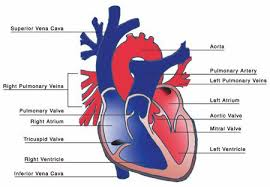 Superior Vena Cava
Right Pulmonary Veins
Pulmonary Valve
Right Atrium
Tricuspid Valve
Right Ventricle
Inferior Vena Cava
Aorta
Pulmonary Artery
Left Pulmonary Veins
Left Atrium
Aortic Valve
Mitral Valve
Left Ventricle